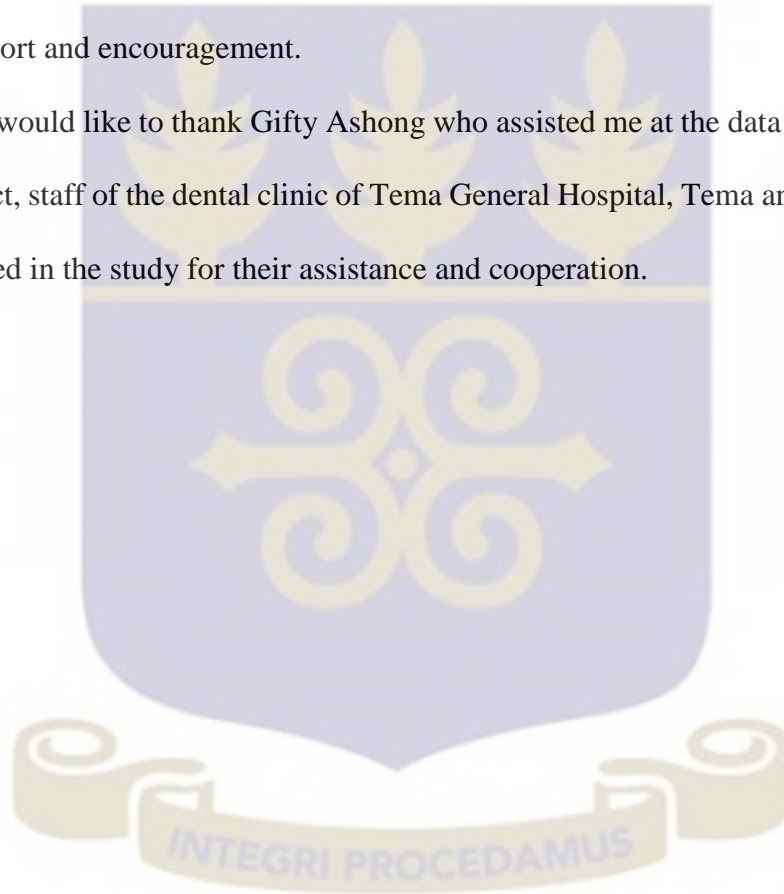 ort and encouragement.
would like to thank Gifty Ashong who assisted me at the data
ct, staff of the dental clinic of Tema General Hospital, Tema ar
ed in the study for their assistance and cooperation.
INTEGRI PROCEDAMUS